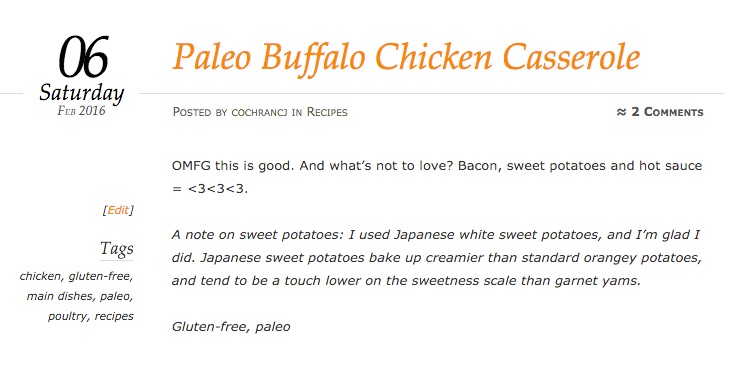 06
Saturday
Feb 2016
Paleo Buffalo Chicken Casserole
Posted by cochrancj in Recipes
≈ 2 Comments
OMFG this is good. And what's not to love? Bacon, sweet potatoes and hot sauce
= <3<3<3.
[Edit]
Tags
chicken, gluten-free,
main dishes, paleo,
poultry, recipes
A note on sweet potatoes: I used Japanese white sweet potatoes, and I'm glad I
did. Japanese sweet potatoes bake up creamier than standard orangey potatoes,
and tend to be a touch lower on the sweetness scale than garnet yams.
Gluten-free, paleo